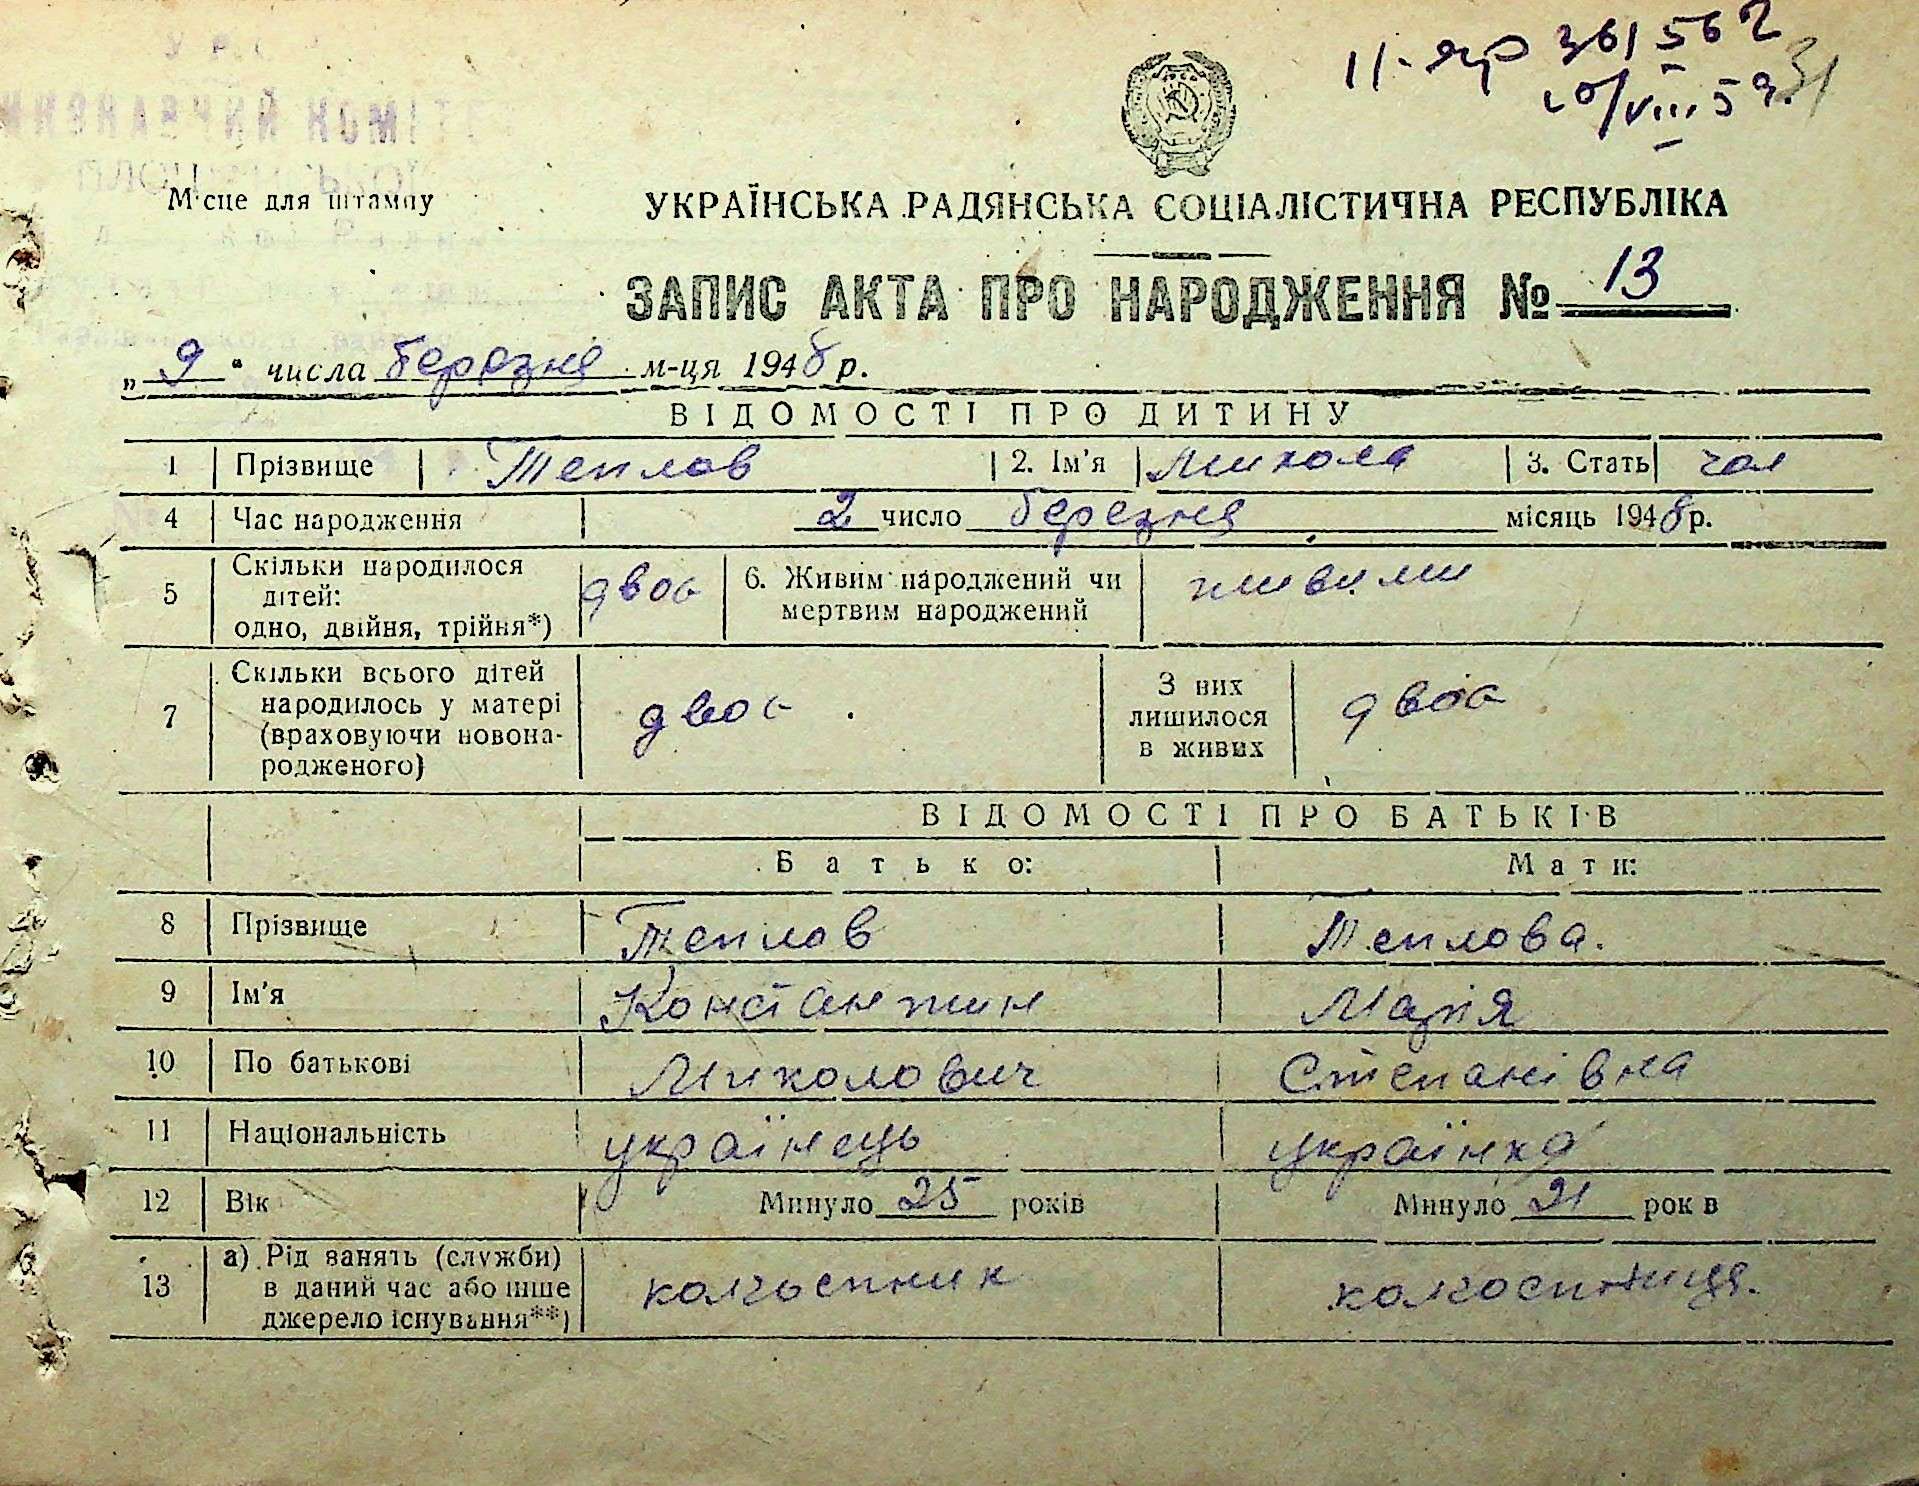 361562
10/VIII 59.
31
Місце для штампу
УКРАЇНСЬКА РАДЯНСЬКА СОЦІАЛІСТИЧНА РЕСПУБЛІКА
ЗАПИС АКТА ПРО НАРОДЖЕННЯ № 13
„ 9 “ числа березня м-ця 1948 р.
ВІДОМОСТІ ПРО ДИТИНУ
1 Прізвище Теплов 2. Ім'я Микола 3. Стать чол
4 Час народження 2 число березня місяць 1948 р.
5 Скільки народилося дітей: одно, двійня, трійня*) двоє 6. Живим народжений чи мертвим народжений живими
7 Скільки всього дітей народилось у матері (враховуючи новона-родженого) двоє З них лишилося в живих двоє
ВІДОМОСТІ ПРО БАТЬКІВ
Батько: Мати:
8 Прізвище Теплов Теплова.
9 Ім'я Константин Марія
10 По батькові Миколович Степанівна
11 Національність українець українка
12 Вік Минуло 25 років Минуло 21 рок в
13 а) Рід занять (служби) в даний час або інше джерело існування**) колгоспник колгоспниця.